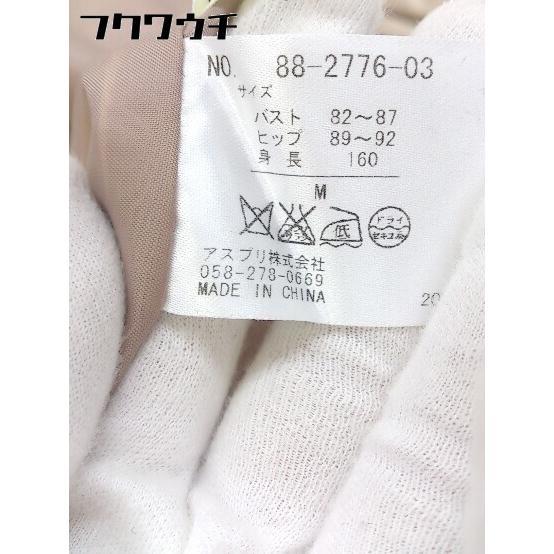 フクワウチ
NO. 88-2776-03
サイズ
バスト 82～87
ヒップ 89～92
身長 160
M
低
ドライ
セキユ系
アスプリ株式会社
058-278-0669
MADE IN CHINA
20